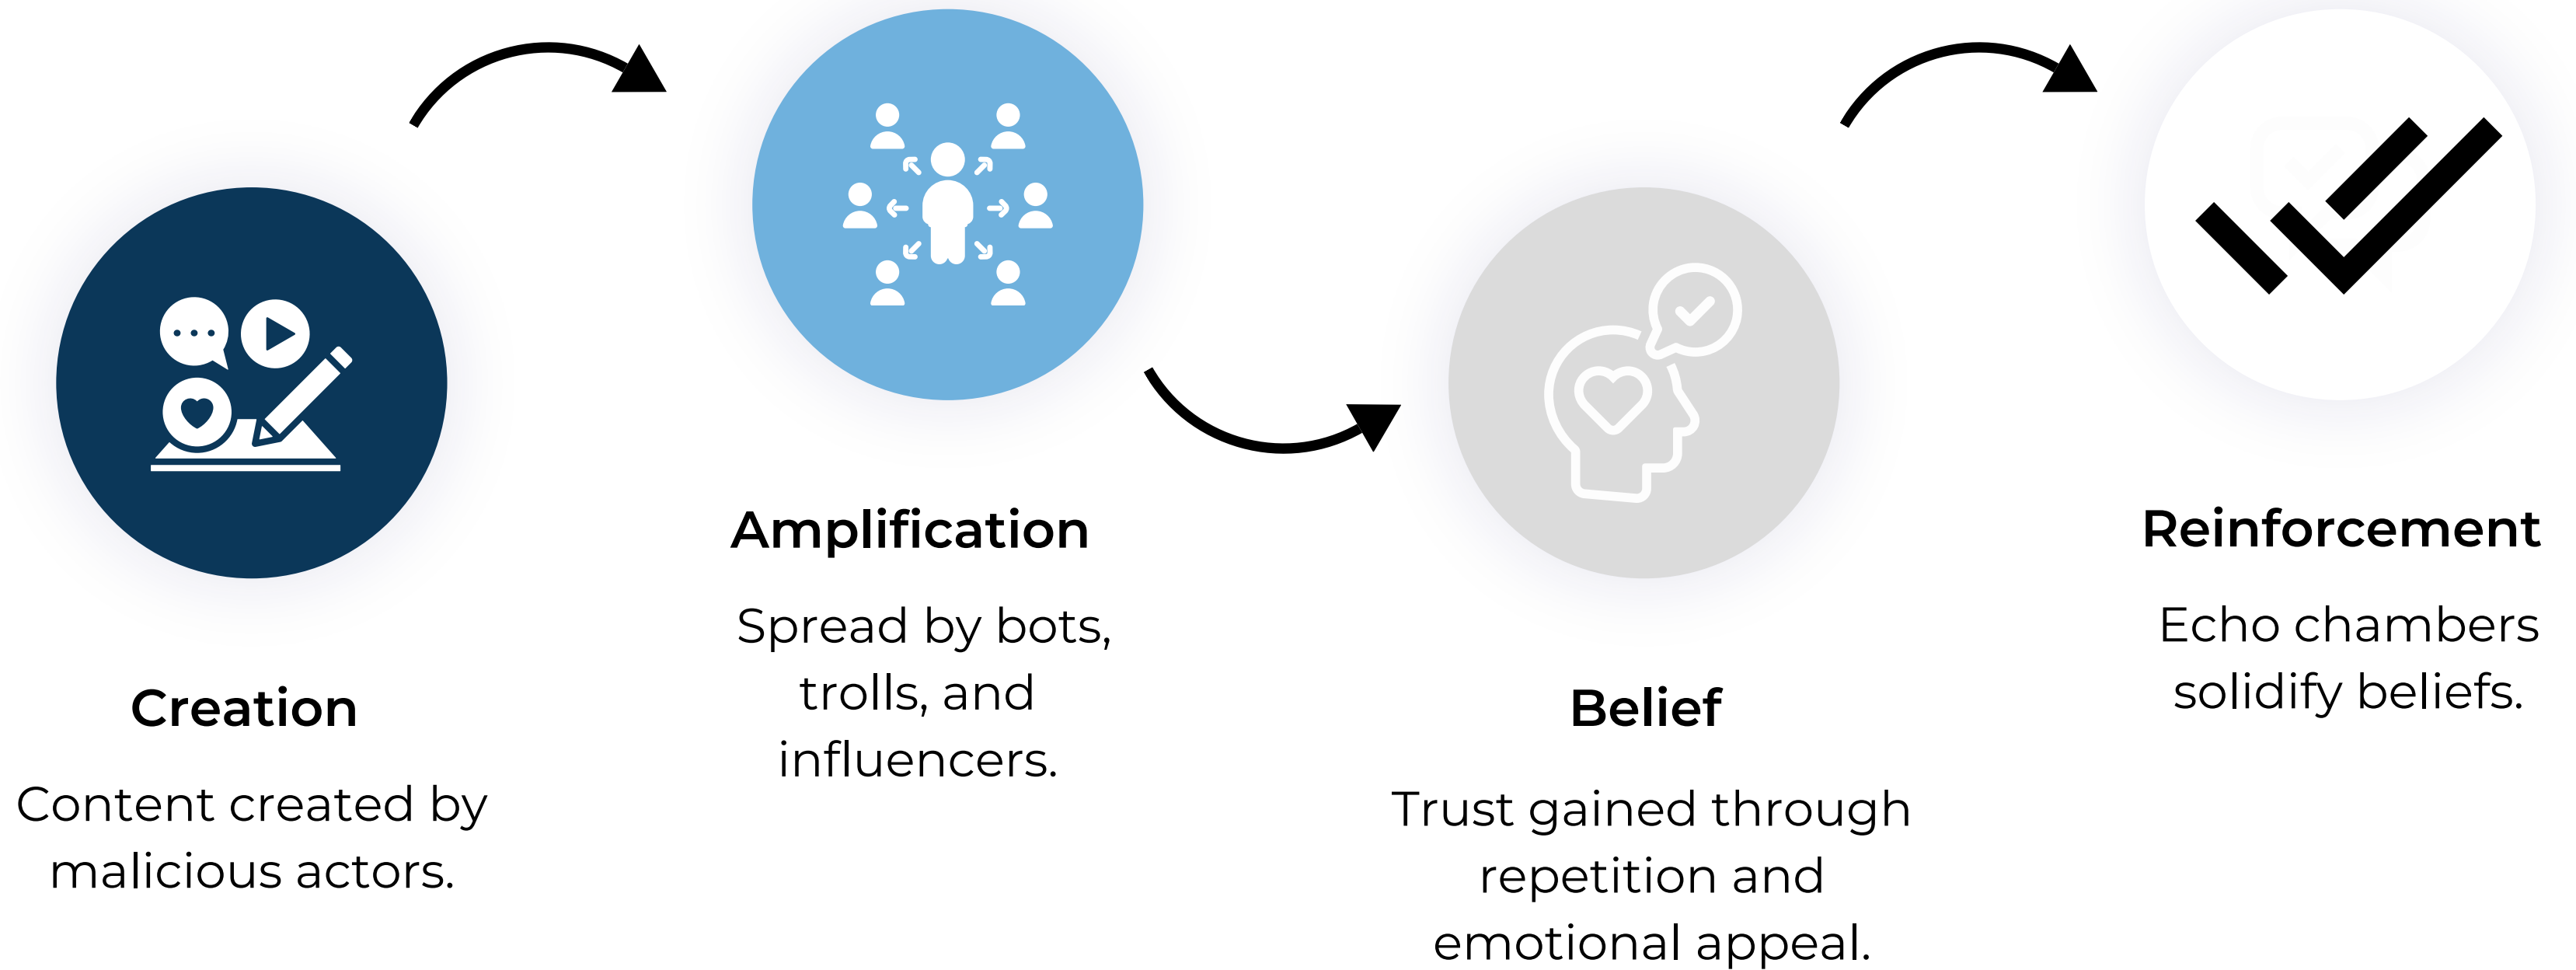 Creation
Content created by
malicious actors.
Amplification
Spread by bots,
trolls, and
influencers.
Belief
Trust gained through
repetition and
emotional appeal.
Reinforcement
Echo chambers
solidify beliefs.